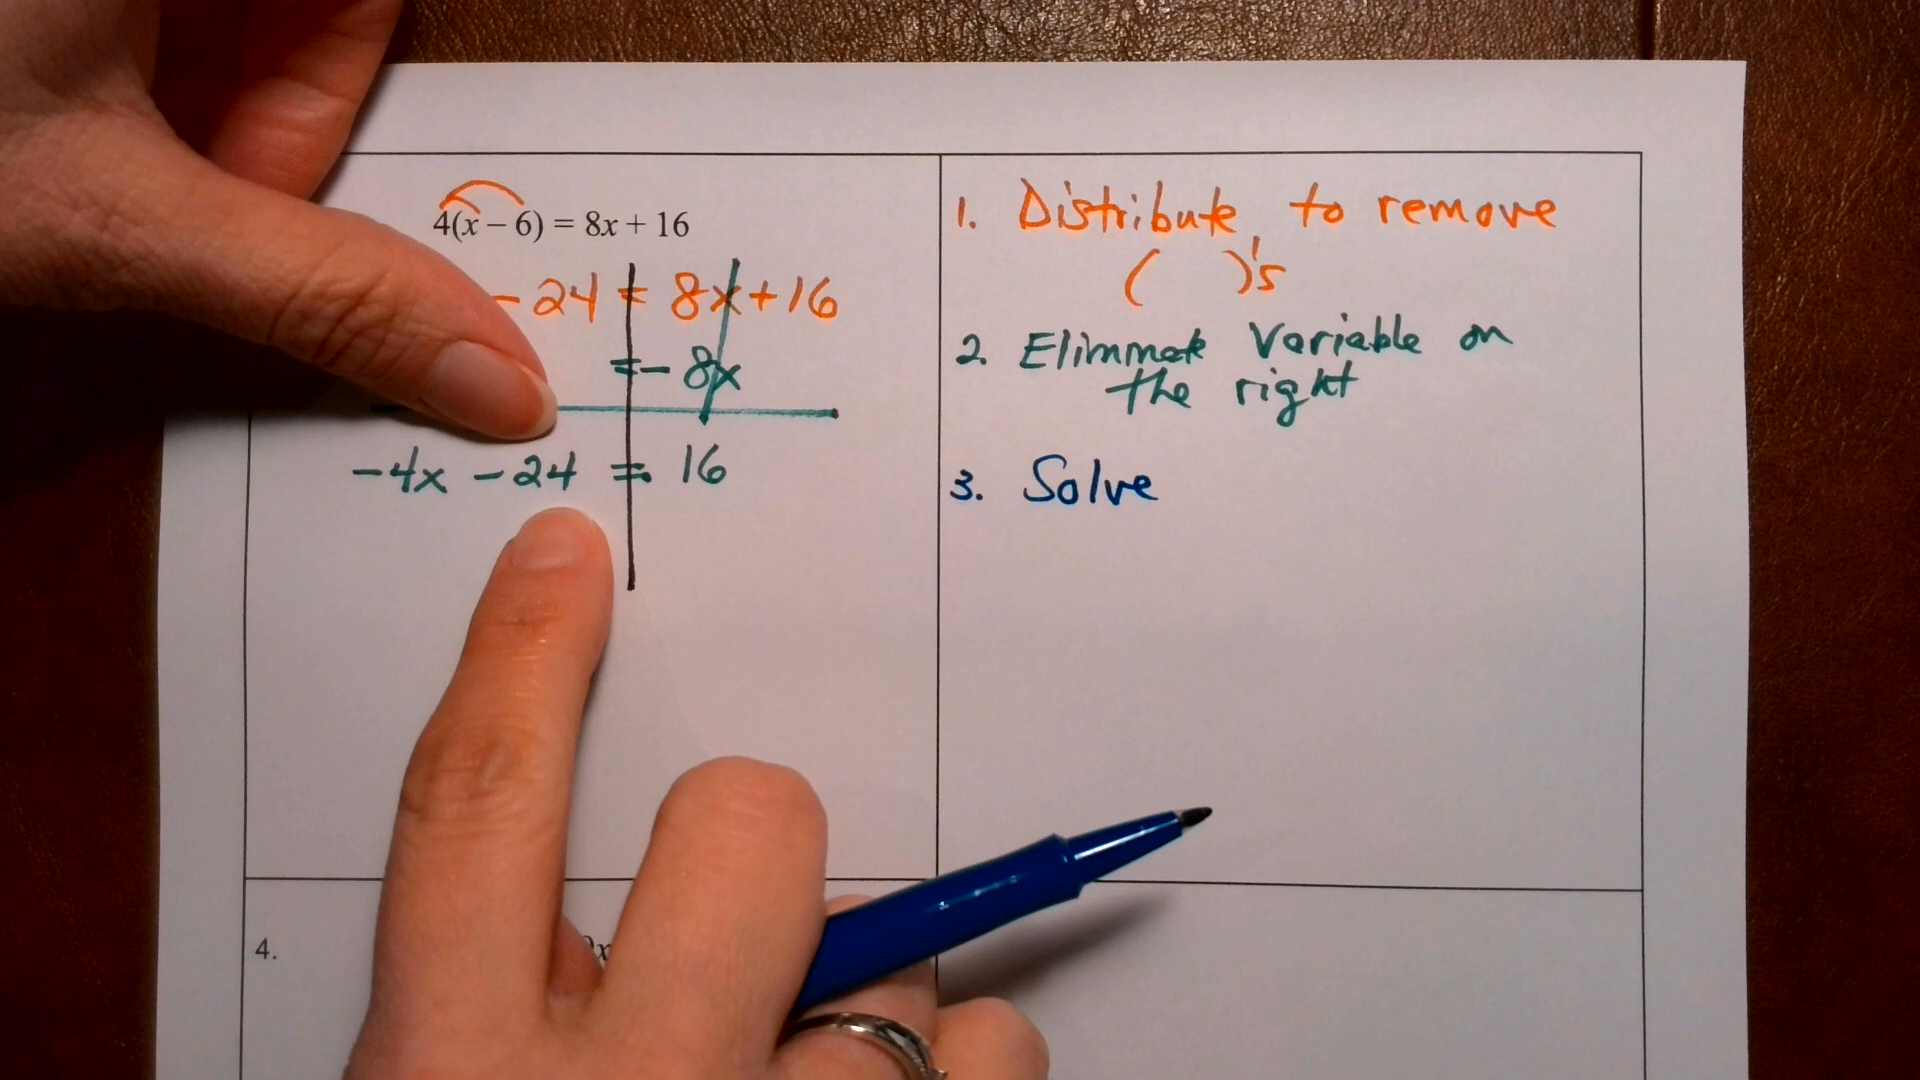 4(x – 6) = 8x + 16
- 24 = 8x + 16
= - 8x
-4x - 24 = 16
1. Distribute to remove
( )'s
2. Elimmate Variable on
the right
3. Solve
4.
x